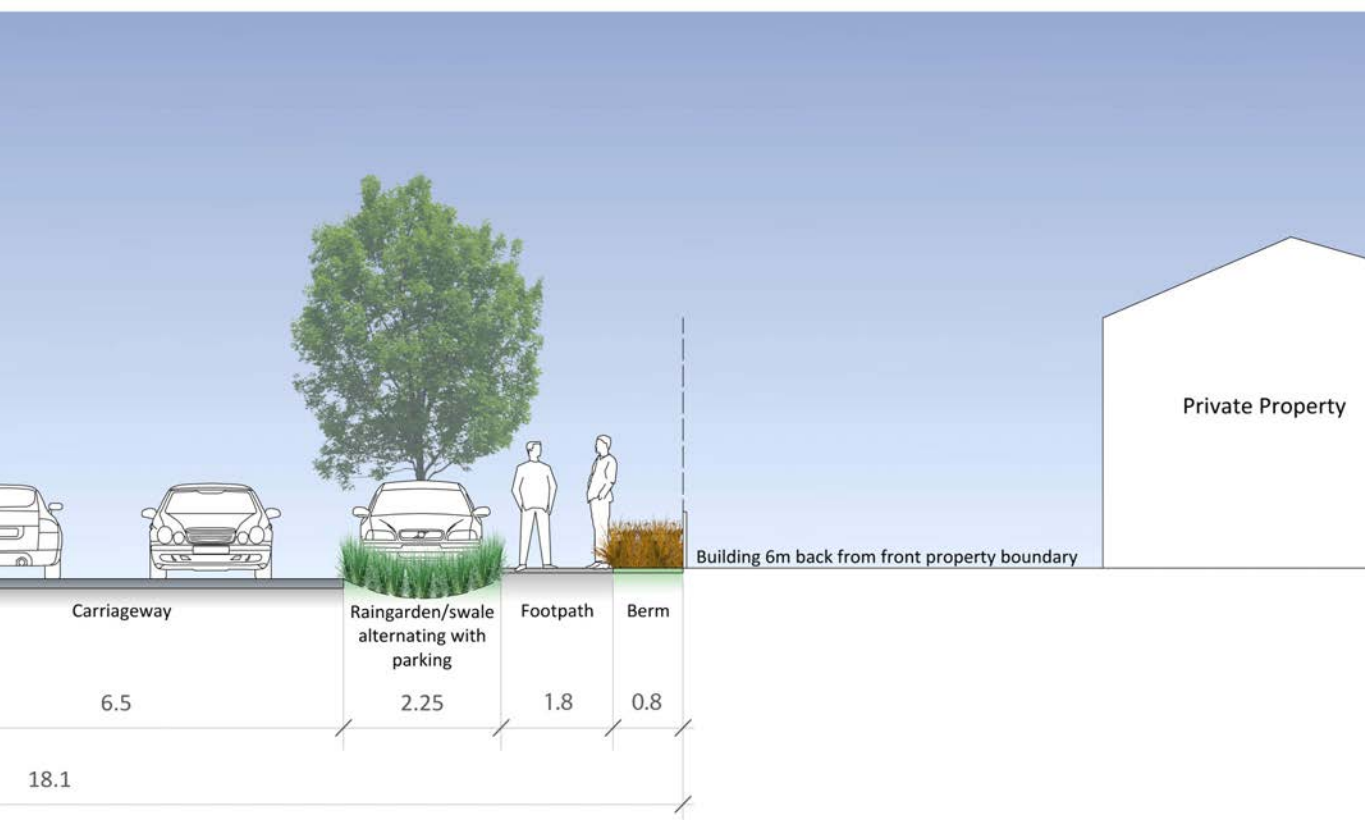 Private Property
Building 6m back from front property boundary
Carriageway
Raingarden/swale
alternating with
parking
Footpath
Berm
6.5
2.25
1.8
0.8
18.1